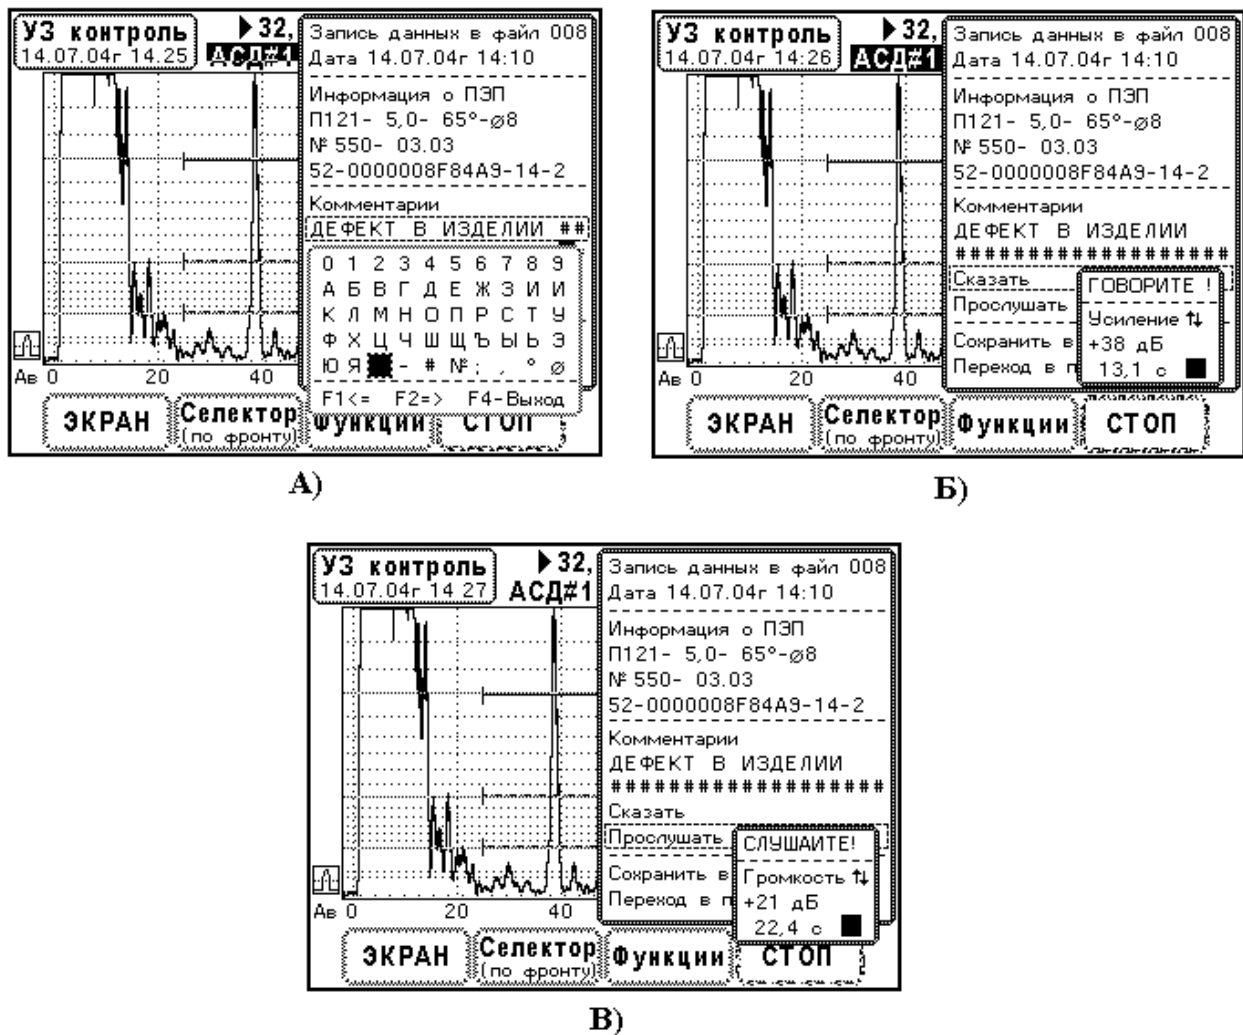 УЗ контроль
14.07.04г 14.25
▶32,
АСД#1
Запись данных в файл 008
Дата 14.07.04г 14:10
Информация о ПЭП
П121- 5,0- 65°-⌀8
№ 550- 03.03
52-0000008F84A9-14-2
Комментарии
ДЕФЕКТ В ИЗДЕЛИИ ##
0 1 2 3 4 5 6 7 8 9
А Б В Г Д Е Ж З И Й
К Л М Н О П Р С Т У
Ф Х Ц Ч Ш Щ Ъ Ы Ь Э
Ю Я - # № : , ° ⌀
F1<= F2=> F4-Выход
Ав 0 20 40
ЭКРАН
Селектор
(по фронту)
Функции
СТОП
А)
УЗ контроль
14.07.04г 14:26
▶32,
АСД#1
Запись данных в файл 008
Дата 14.07.04г 14:10
Информация о ПЭП
П121- 5,0- 65°-⌀8
№ 550- 03.03
52-0000008F84A9-14-2
Комментарии
ДЕФЕКТ В ИЗДЕЛИИ
###################
Сказать
Прослушать
Сохранить в
Переход в п
ГОВОРИТЕ !
Усиление ↑↓
+38 дБ
13,1 с
Ав 0 20 40
ЭКРАН
Селектор
(по фронту)
Функции
СТОП
Б)
УЗ контроль
14.07.04г 14 27
▶32,
АСД#1
Запись данных в файл 008
Дата 14.07.04г 14:10
Информация о ПЭП
П121- 5,0- 65°-⌀8
№ 550- 03.03
52-0000008F84A9-14-2
Комментарии
ДЕФЕКТ В ИЗДЕЛИИ
###################
Сказать
Прослушать
Сохранить в
Переход в п
СЛУШАЙТЕ!
Громкость ↑↓
+21 дБ
22,4 с
Ав 0 20 40
ЭКРАН
Селектор
(по фронту)
Функции
СТОП
В)